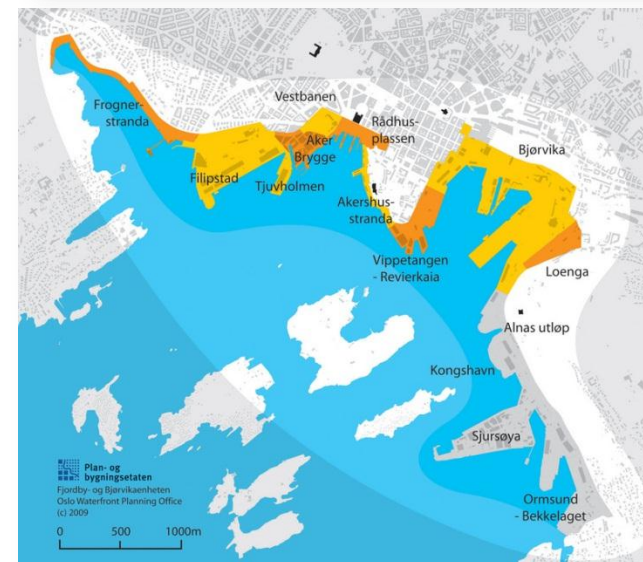 Frogner-
stranda
Vestbanen
Rådhus-
plassen
Aker
Brygge
Bjørvika
Filipstad
Tjuvholmen
Akershus-
stranda
Vippetangen
- Revierkaia
Loenga
Alnas utløp
Kongshavn
Sjursøya
Ormsund
- Bekkelaget
Plan- og
bygningsetaten
Fjordby- og Bjørvikaenheten
Oslo Waterfront Planning Office
(c) 2009
0 500 1000m